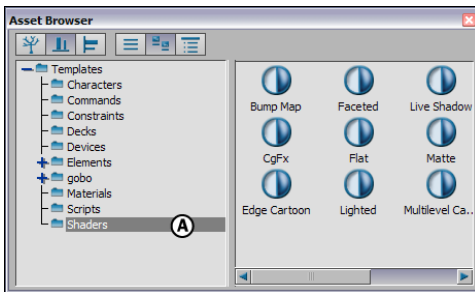 Asset Browser
Templates
Characters
Commands
Constraints
Decks
Devices
Elements
gobo
Materials
Scripts
Shaders
A
Bump Map Faceted Live Shadow
CgFx Flat Matte
Edge Cartoon Lighted Multilevel Ca..